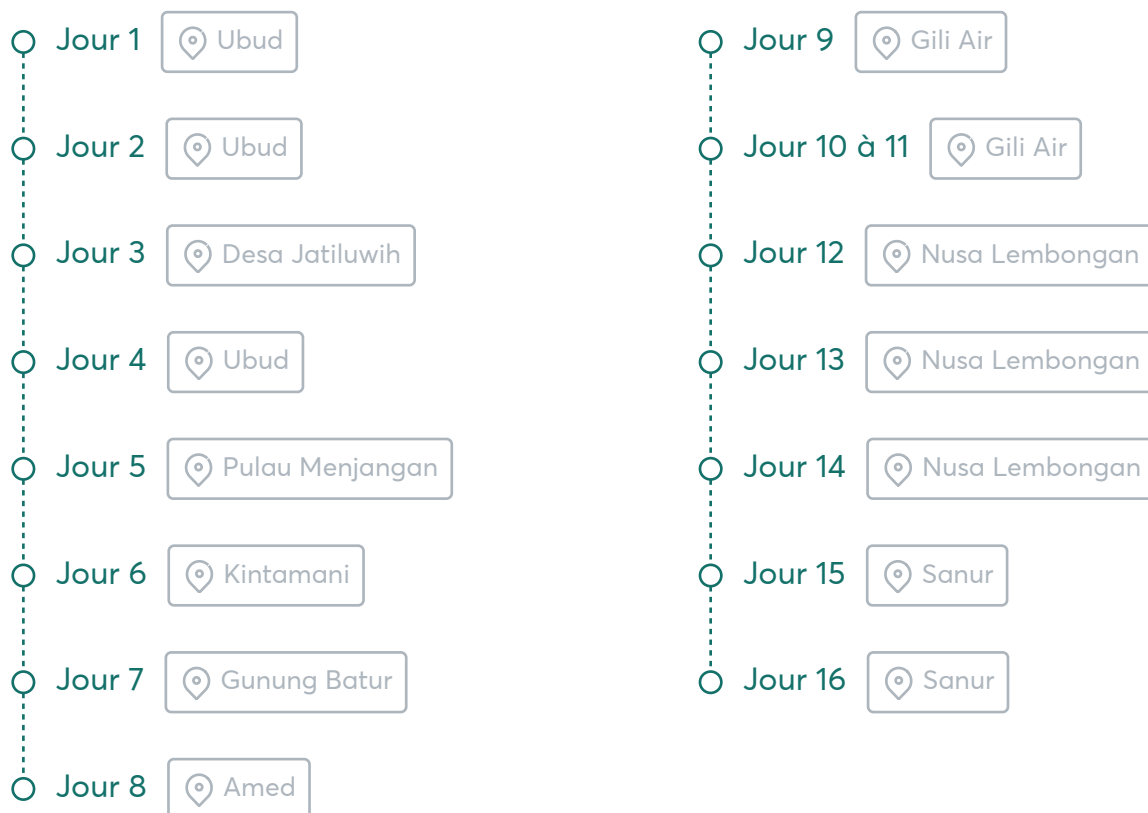 Jour 1 Ubud
Jour 2 Ubud
Jour 3 Desa Jatiluwih
Jour 4 Ubud
Jour 5 Pulau Menjangan
Jour 6 Kintamani
Jour 7 Gunung Batur
Jour 8 Amed
Jour 9 Gili Air
Jour 10 à 11 Gili Air
Jour 12 Nusa Lembongan
Jour 13 Nusa Lembongan
Jour 14 Nusa Lembongan
Jour 15 Sanur
Jour 16 Sanur